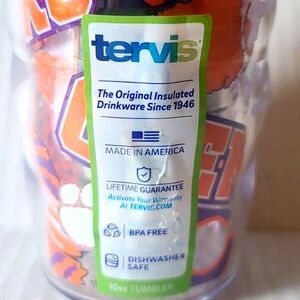 tervis
The Original Insulated
Drinkware Since 1946
MADE IN AMERICA
LIFETIME GUARANTEE
Activate Your Warranty
At TERVIS.COM
BPA FREE
DISHWASHER
SAFE
10oz TUMBLER